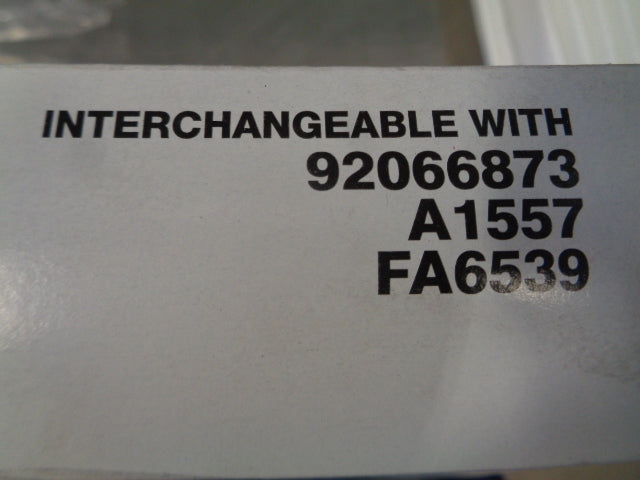 INTERCHANGEABLE WITH
92066873
A1557
FA6539